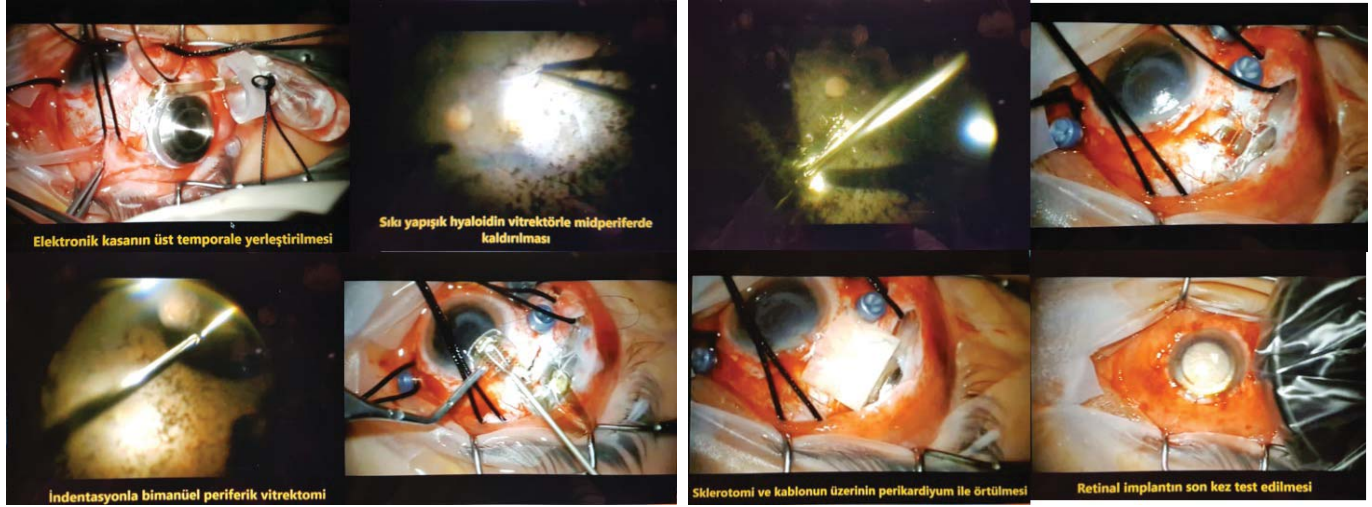 Elektronik kasanın üst temporale yerleştirilmesi
Sıkı yapışık hyaloidin vitrektörle midperiferde
kaldırılması
İndentasyonla bimanüel periferik vitrektomi
Sklerotomi ve kablonun üzerinin perikardiyum ile örtülmesi
Retinal implantın son kez test edilmesi